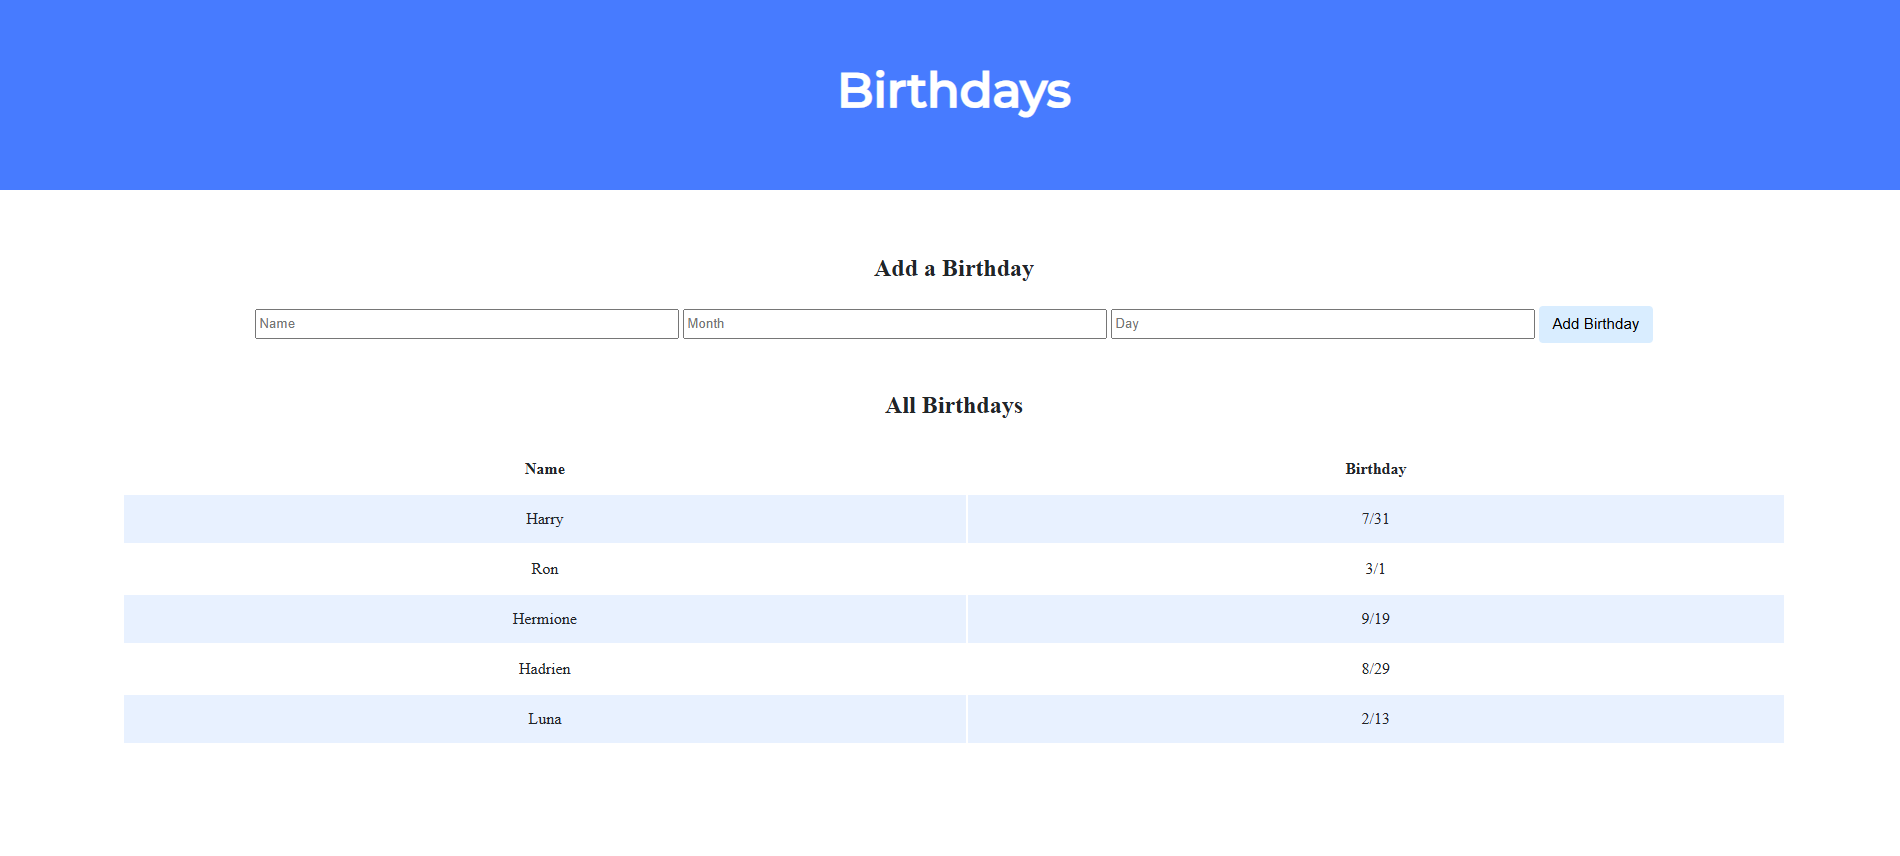 Birthdays
Add a Birthday
Name Month Day Add Birthday
All Birthdays
Name Birthday
Harry 7/31
Ron 3/1
Hermione 9/19
Hadrien 8/29
Luna 2/13